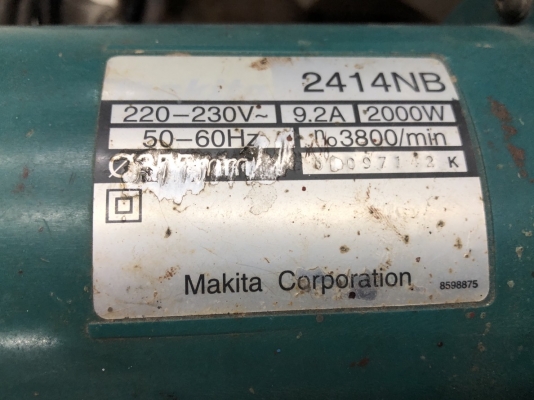 2414NB
220-230V~ 9.2A 2000W
50-60Hz n₀3800/min
K
Makita Corporation 8598875